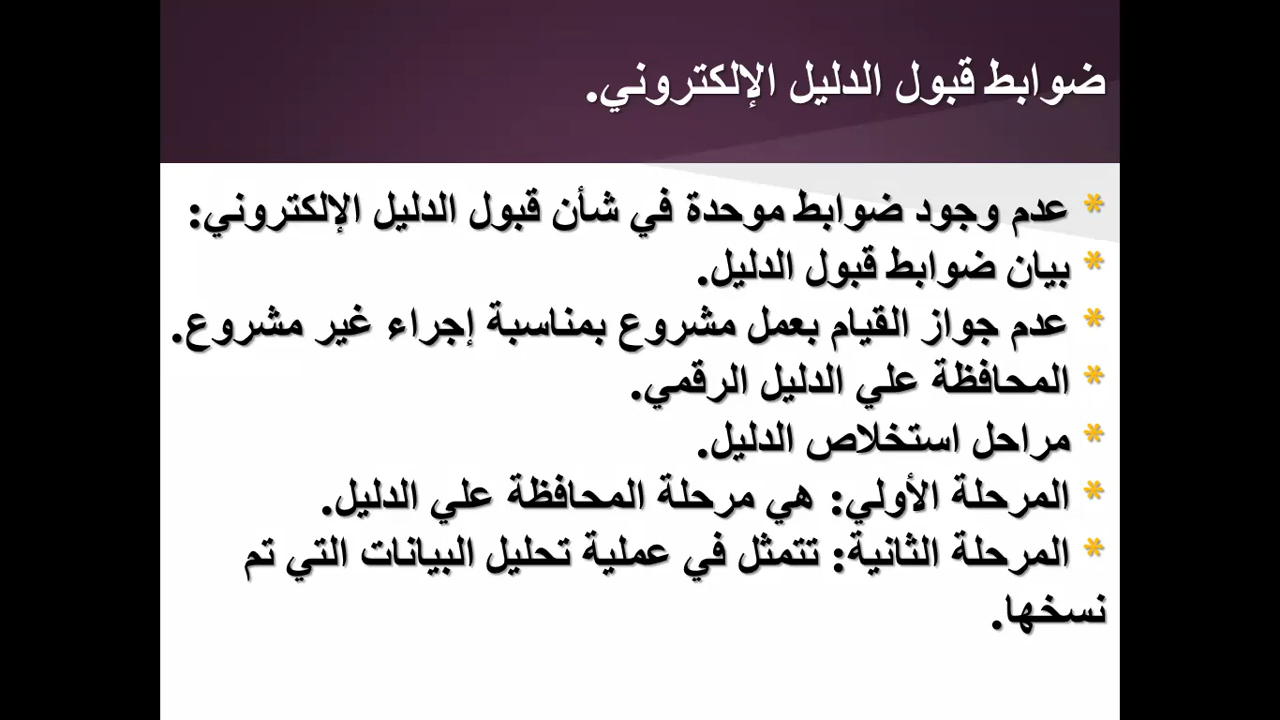 ضوابط قبول الدليل الإلكتروني.
* عدم وجود ضوابط موحدة في شأن قبول الدليل الإلكتروني:
* بيان ضوابط قبول الدليل.
* عدم جواز القيام بعمل مشروع بمناسبة إجراء غير مشروع.
* المحافظة علي الدليل الرقمي.
* مراحل استخلاص الدليل.
* المرحلة الأولي: هي مرحلة المحافظة علي الدليل.
* المرحلة الثانية: تتمثل في عملية تحليل البيانات التي تم
نسخها.